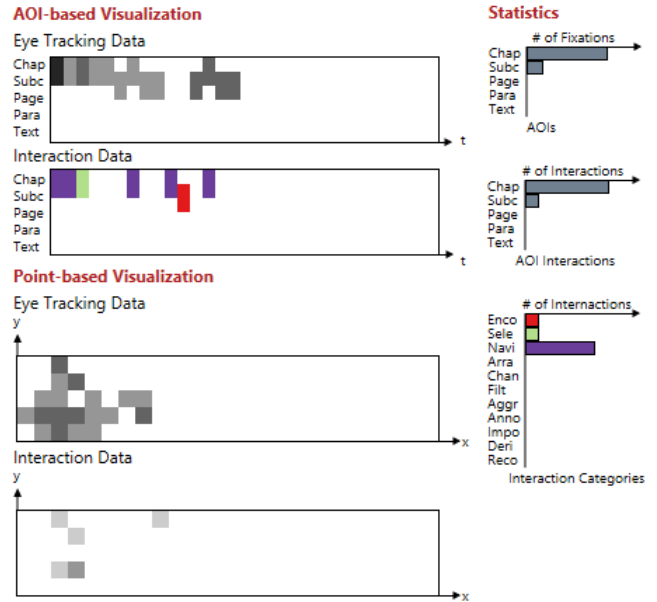 AOI-based Visualization
Eye Tracking Data
Chap
Subc
Page
Para
Text
t
Interaction Data
Chap
Subc
Page
Para
Text
t
Point-based Visualization
Eye Tracking Data
y
x
Interaction Data
y
x
Statistics
# of Fixations
Chap
Subc
Page
Para
Text
AOIs
# of Interactions
Chap
Subc
Page
Para
Text
AOI Interactions
# of Internactions
Enco
Sele
Navi
Arra
Chan
Filt
Aggr
Anno
Impo
Deri
Reco
Interaction Categories